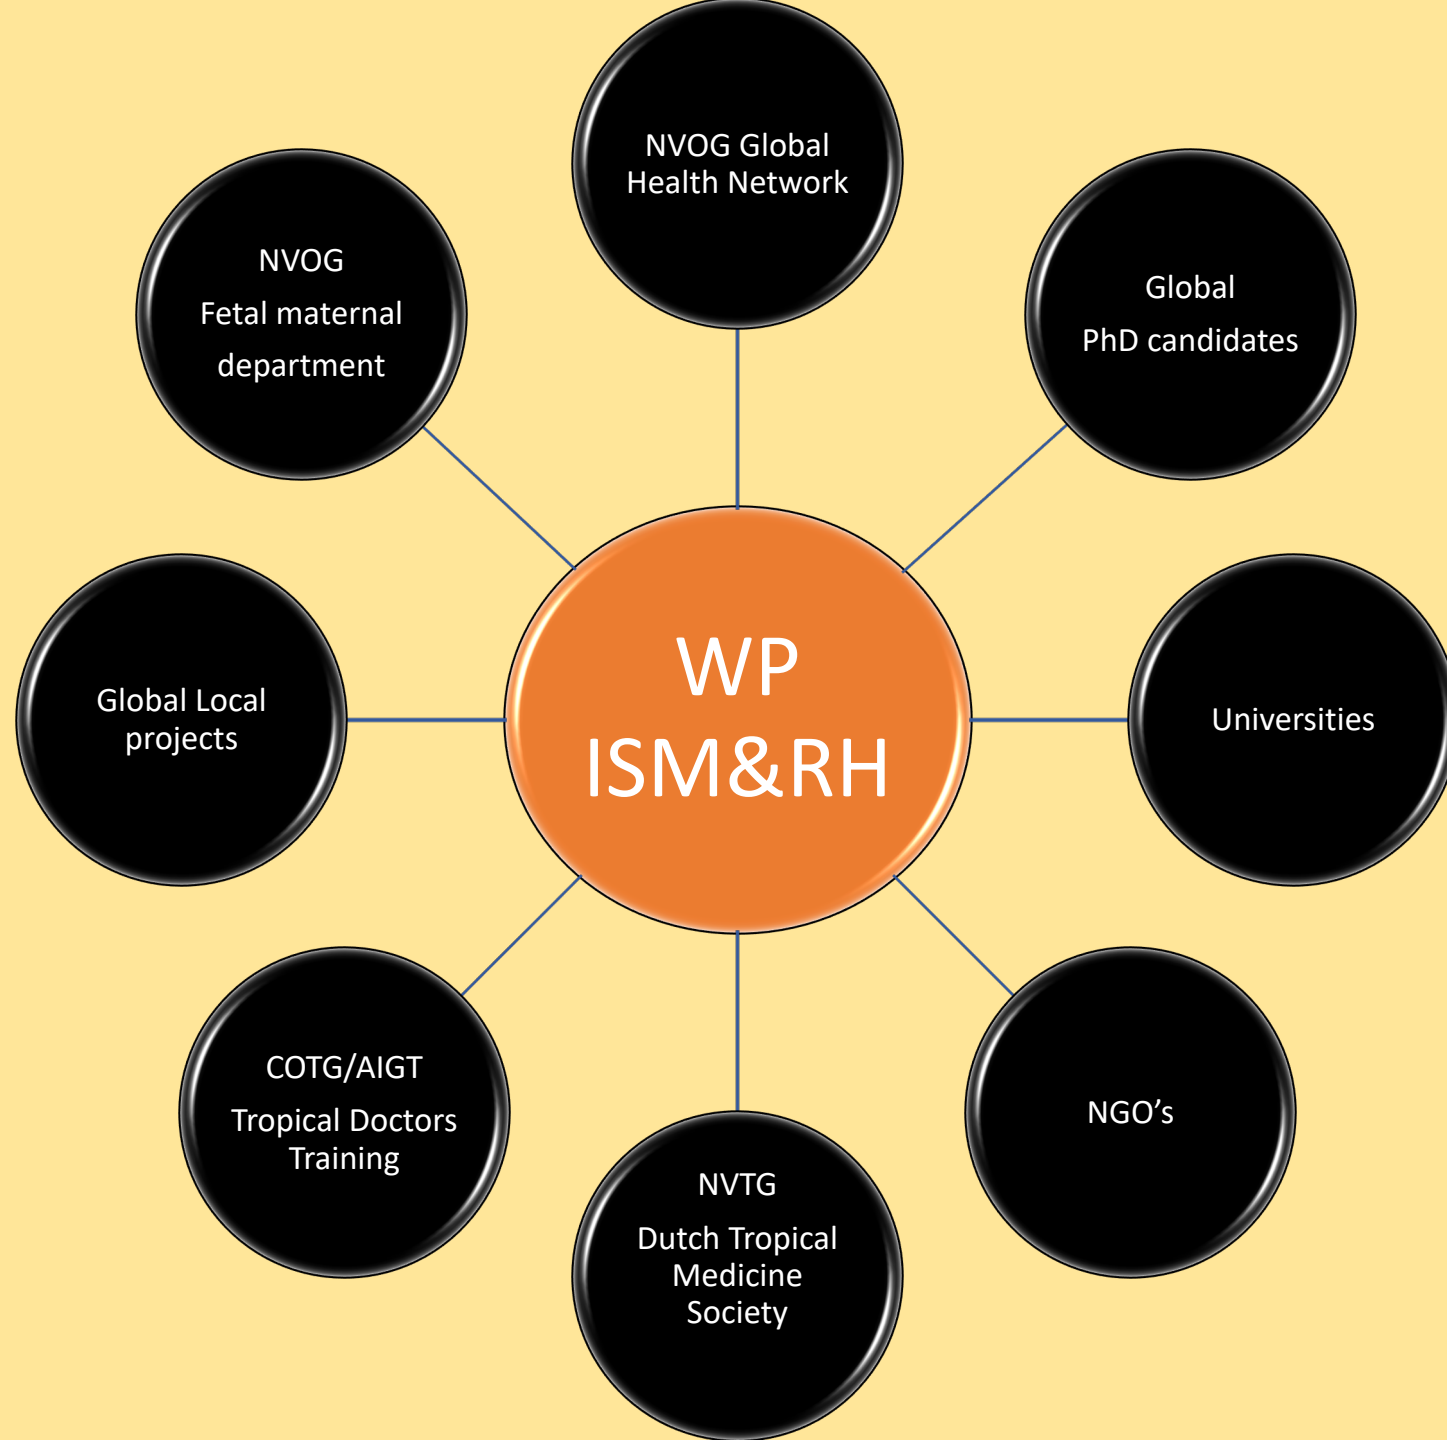 NVOG Global
Health Network
NVOG
Fetal maternal
department
Global
PhD candidates
Global Local
projects
WP
ISM&RH
Universities
COTG/AIGT
Tropical Doctors
Training
NGO’s
NVTG
Dutch Tropical
Medicine
Society